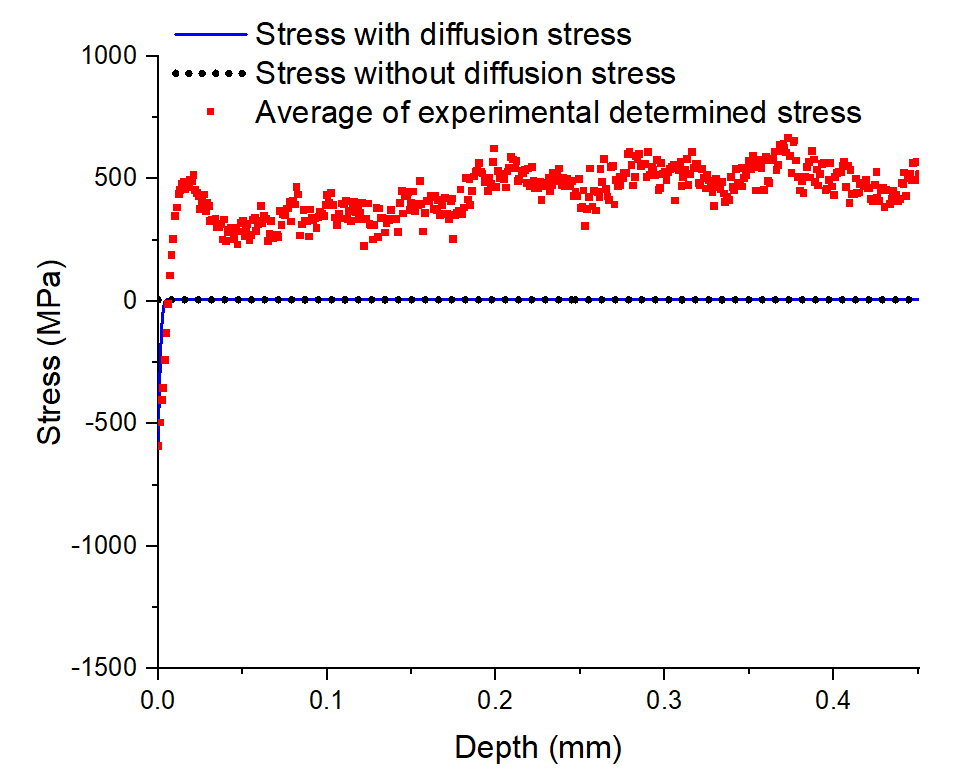 Stress with diffusion stress
Stress without diffusion stress
Average of experimental determined stress
1000
500
0
-500
-1000
-1500
Stress (MPa)
0.0 0.1 0.2 0.3 0.4
Depth (mm)